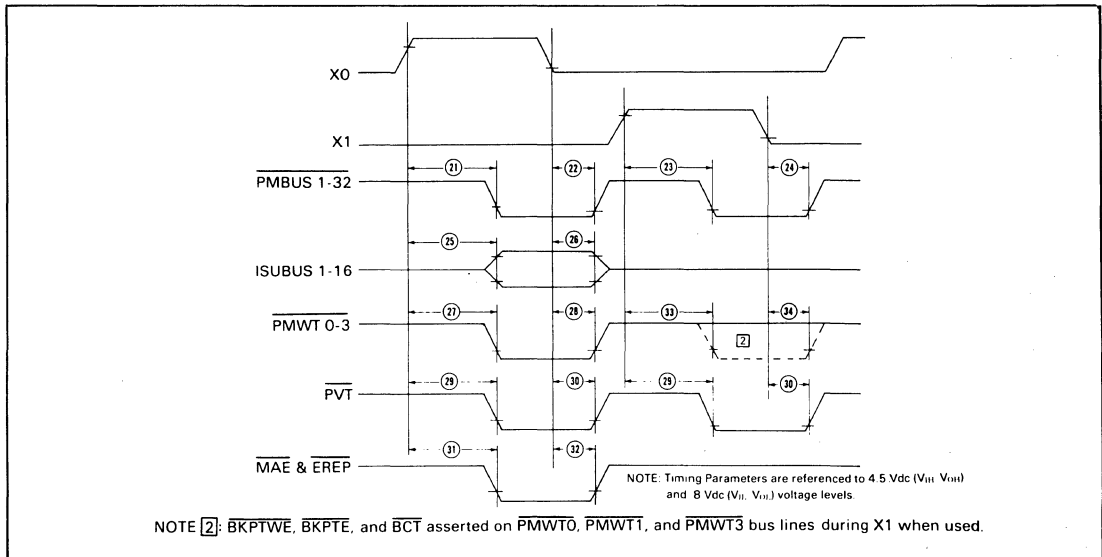 X0
X1
21 22 23 24
PMBUS 1-32
25 26
ISUBUS 1-16
27 28 33 34
PMWT 0-3
2
29 30 29 30
PVT
31 32
MAE & EREP
NOTE: Timing Parameters are referenced to 4.5 Vdc (VIH, VOH)
and 8 Vdc (VIL, VOL) voltage levels.
NOTE 2: BKPTWE, BKPTE, and BCT asserted on PMWT0, PMWT1, and PMWT3 bus lines during X1 when used.